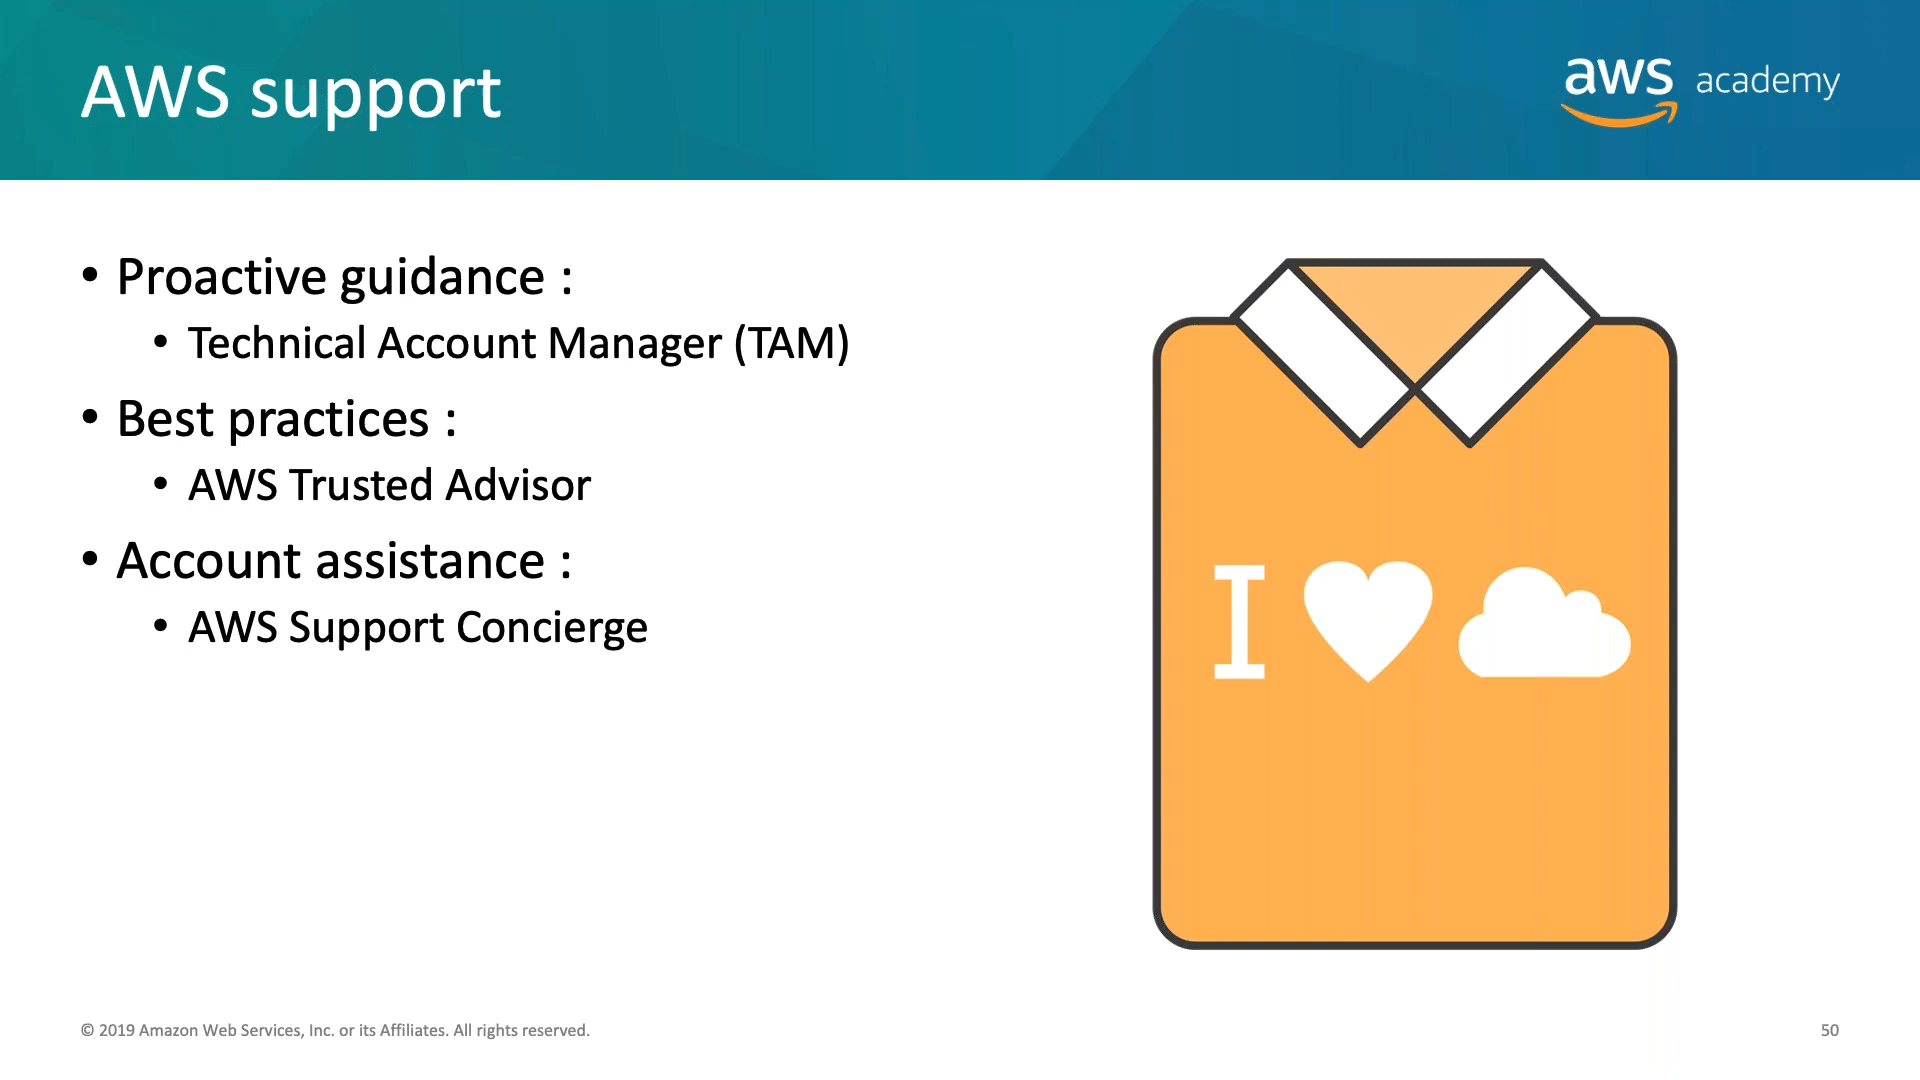 AWS support
aws academy
• Proactive guidance :
• Technical Account Manager (TAM)
• Best practices :
• AWS Trusted Advisor
• Account assistance :
• AWS Support Concierge
I
© 2019 Amazon Web Services, Inc. or its Affiliates. All rights reserved.
50